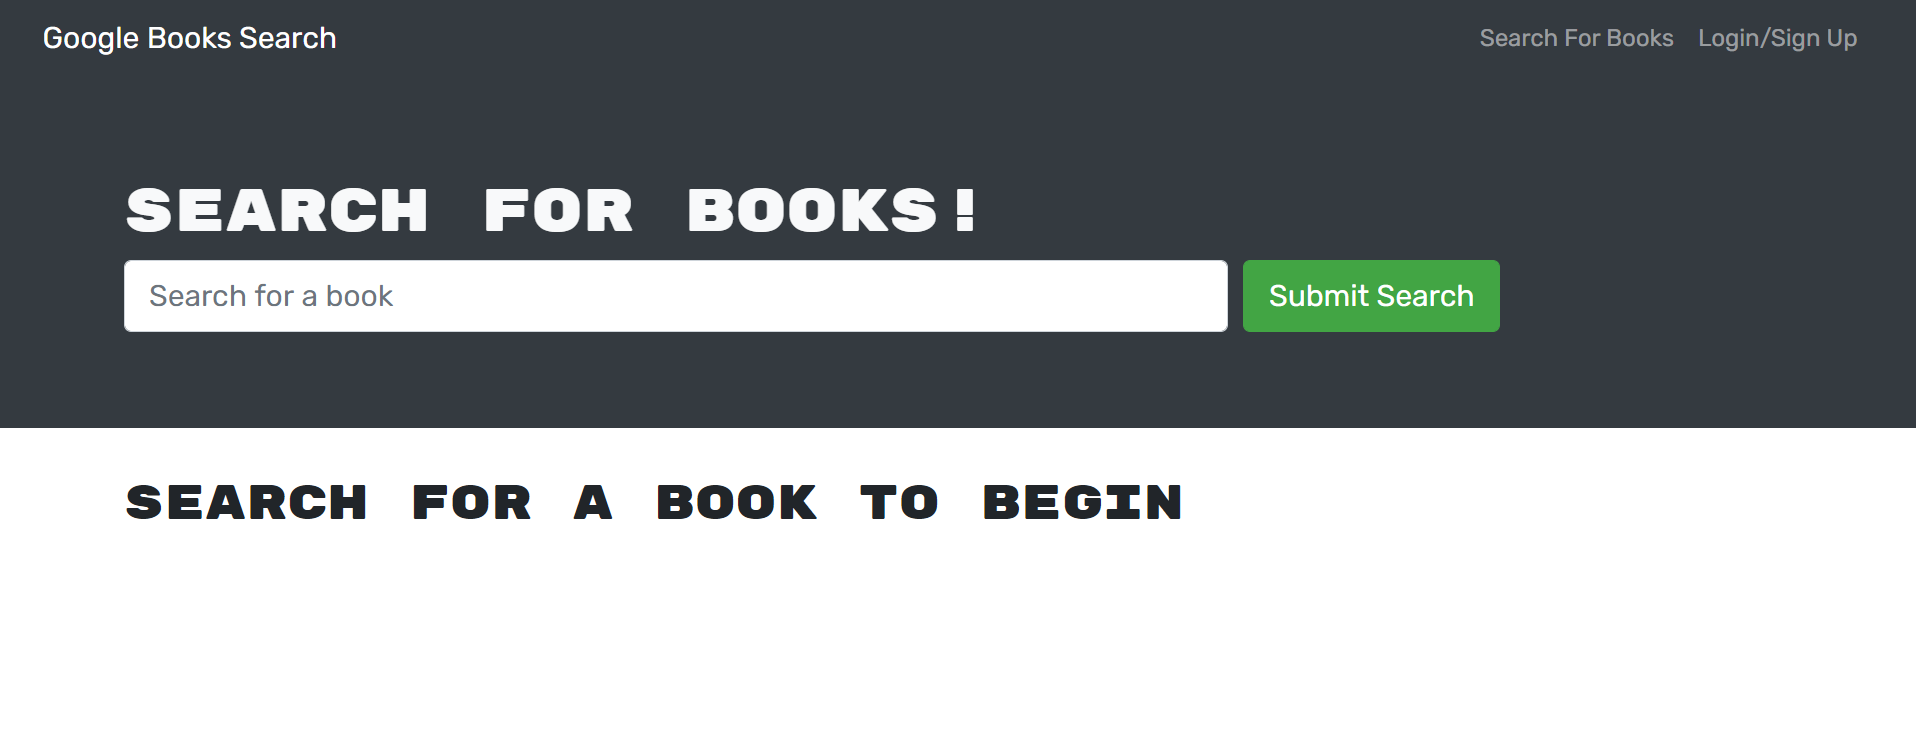 Google Books Search
Search For Books
Login/Sign Up
SEARCH FOR BOOKS!
Search for a book
Submit Search
SEARCH FOR A BOOK TO BEGIN